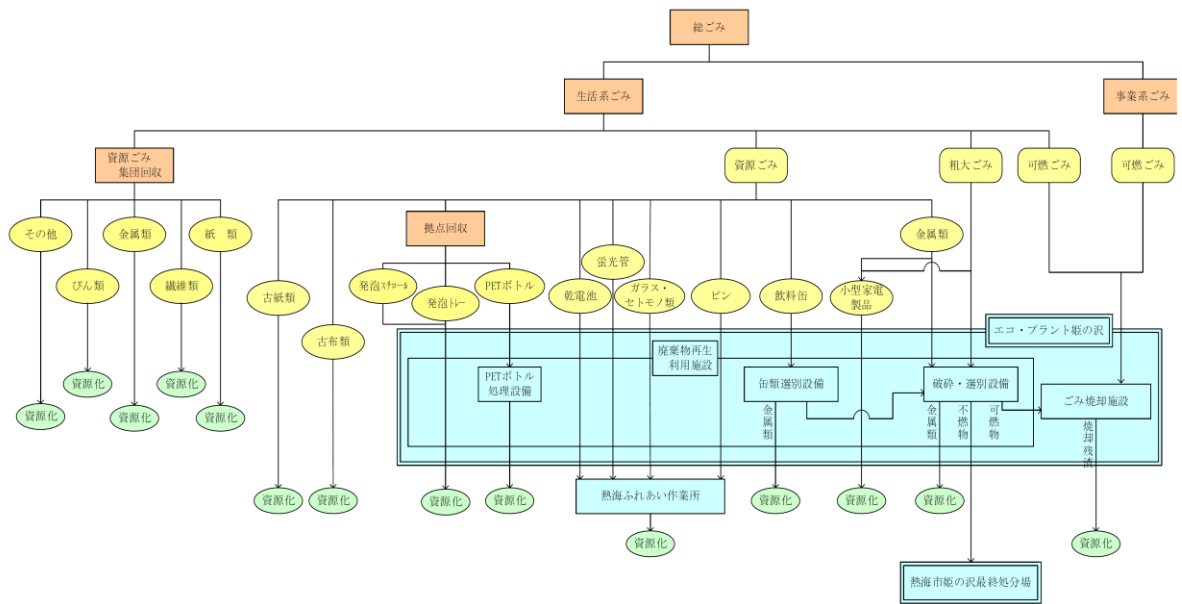 総ごみ
生活系ごみ
事業系ごみ
資源ごみ
集団回収
資源ごみ
粗大ごみ
可燃ごみ
可燃ごみ
その他
金属類
紙　類
びん類
繊維類
拠点回収
金属類
古紙類
古布類
発泡ｽﾁﾛｰﾙ
発泡ﾄﾚｰ
PETボトル
乾電池
蛍光管
ガラス・
セトモノ類
ビン
飲料缶
小型家電
製品
エコ・プラント姫の沢
廃棄物再生
利用施設
PETボトル
処理設備
缶類選別設備
破砕・選別設備
ごみ焼却施設
金属類
金属類
不燃物
可燃物
焼却残渣
資源化
資源化
資源化
資源化
資源化
資源化
資源化
資源化
資源化
熱海ふれあい作業所
資源化
資源化
資源化
資源化
資源化
熱海市姫の沢最終処分場